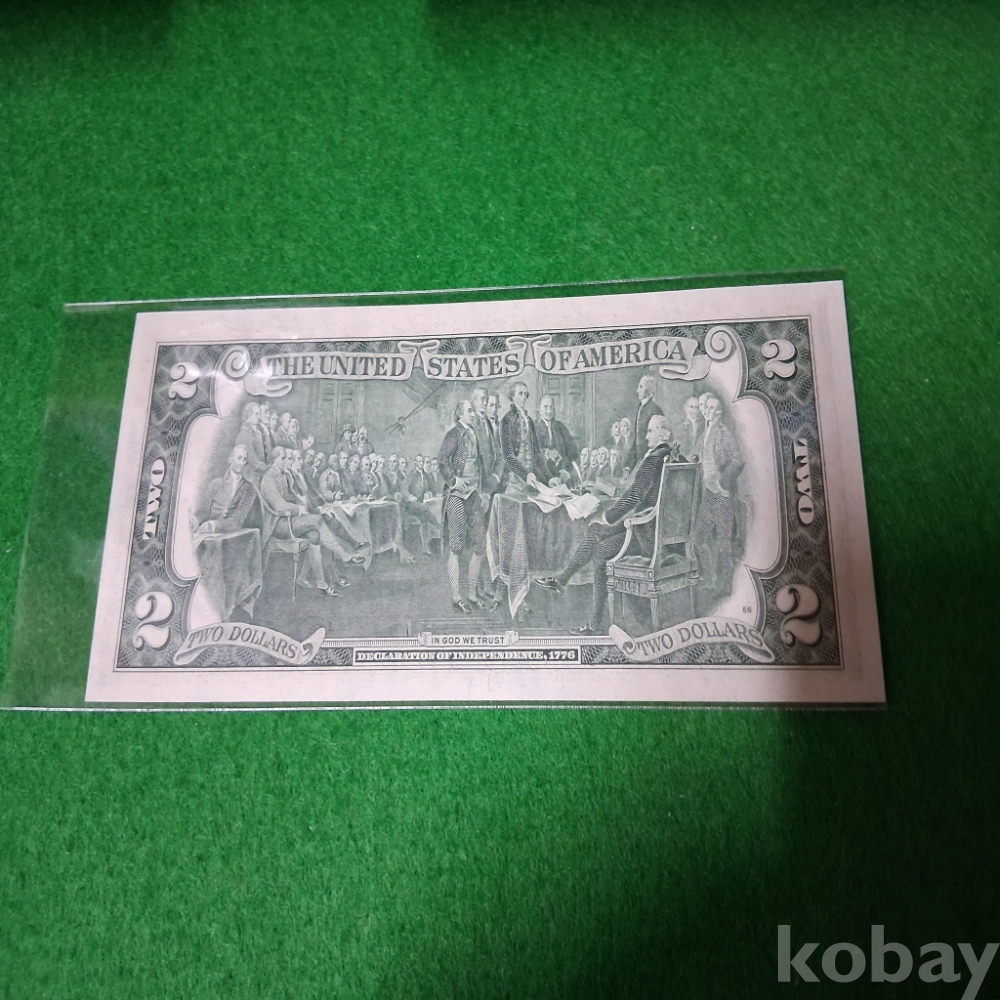 2 THE UNITED STATES OF AMERICA 2
TWO
TWO
2 2
66
TWO DOLLARS IN GOD WE TRUST TWO DOLLARS
DECLARATION OF INDEPENDENCE, 1776
kobay